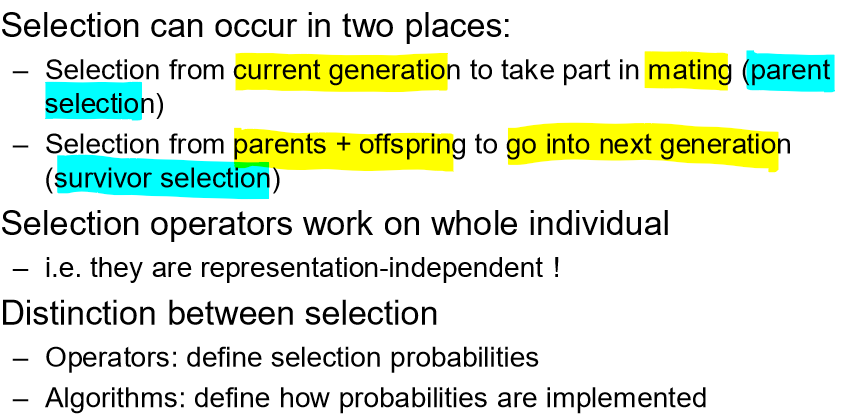 Selection can occur in two places:
– Selection from current generation to take part in mating (parent
selection)
– Selection from parents + offspring to go into next generation
(survivor selection)
Selection operators work on whole individual
– i.e. they are representation-independent !
Distinction between selection
– Operators: define selection probabilities
– Algorithms: define how probabilities are implemented